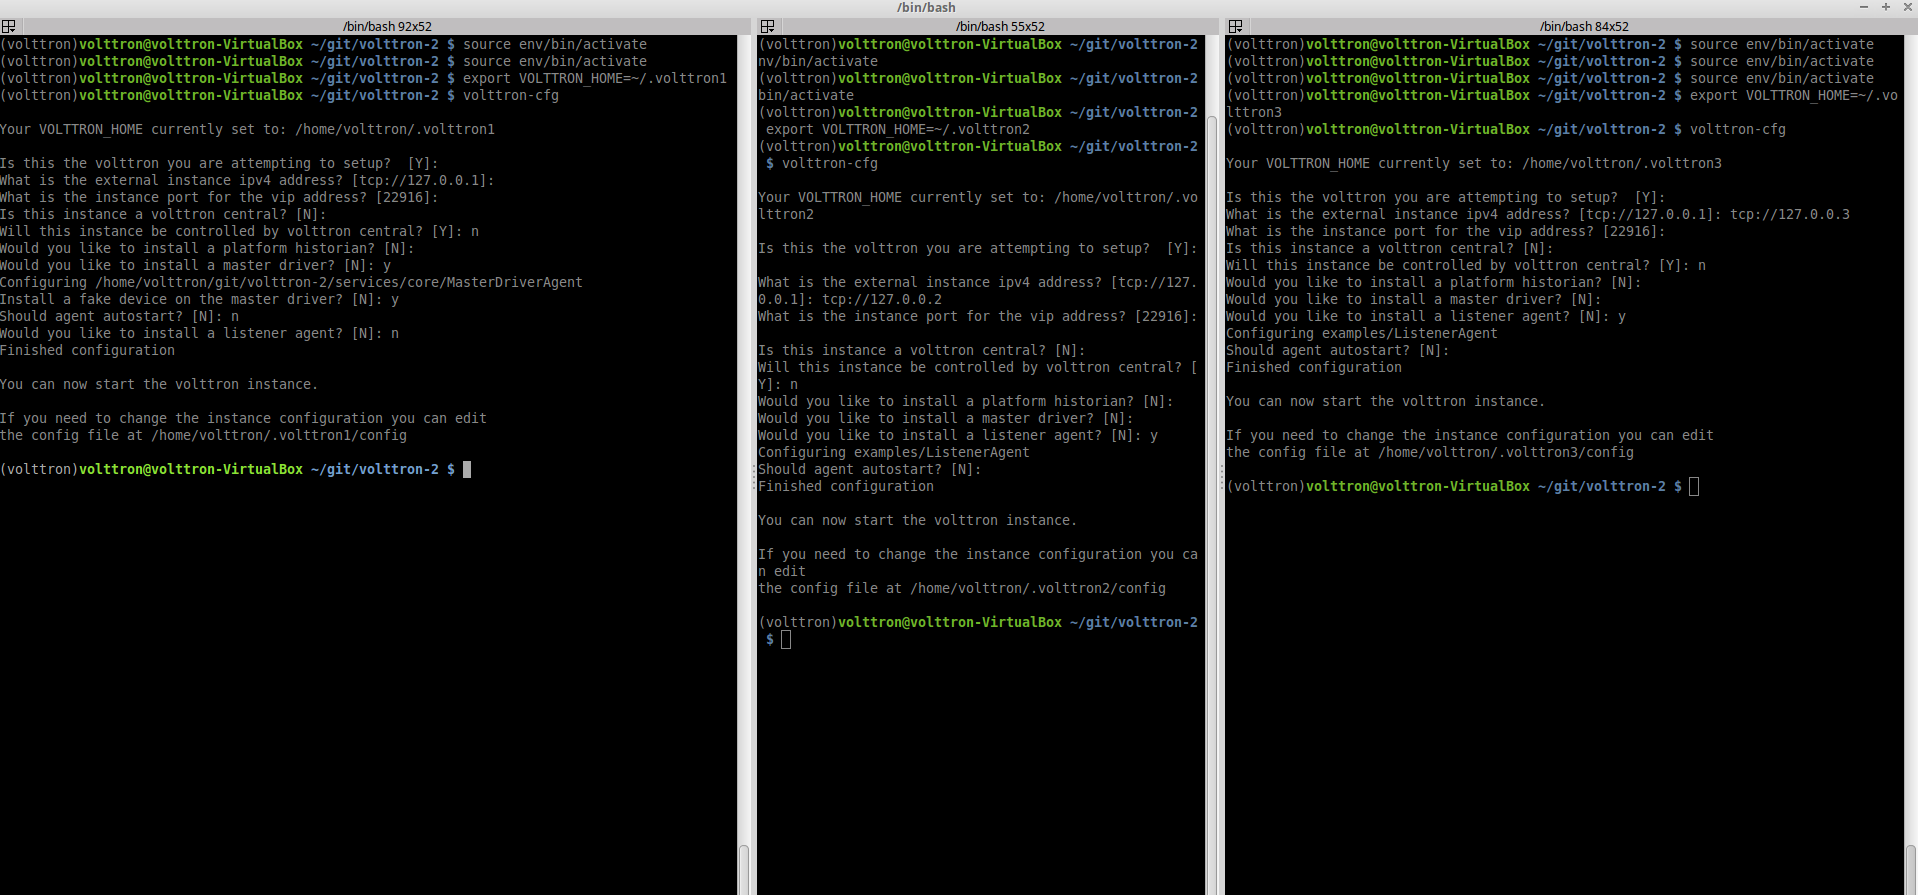 /bin/bash
/bin/bash 92x52
(volttron)volttron@volttron-VirtualBox ~/git/volttron-2 $ source env/bin/activate
(volttron)volttron@volttron-VirtualBox ~/git/volttron-2 $ source env/bin/activate
(volttron)volttron@volttron-VirtualBox ~/git/volttron-2 $ export VOLTTRON_HOME=~/.volttron1
(volttron)volttron@volttron-VirtualBox ~/git/volttron-2 $ volttron-cfg
Your VOLTTRON_HOME currently set to: /home/volttron/.volttron1
Is this the volttron you are attempting to setup?  [Y]:
What is the external instance ipv4 address? [tcp://127.0.0.1]:
What is the instance port for the vip address? [22916]:
Is this instance a volttron central? [N]:
Will this instance be controlled by volttron central? [Y]: n
Would you like to install a platform historian? [N]:
Would you like to install a master driver? [N]: y
Configuring /home/volttron/git/volttron-2/services/core/MasterDriverAgent
Install a fake device on the master driver? [N]: y
Should agent autostart? [N]: n
Would you like to install a listener agent? [N]: n
Finished configuration
You can now start the volttron instance.
If you need to change the instance configuration you can edit
the config file at /home/volttron/.volttron1/config
(volttron)volttron@volttron-VirtualBox ~/git/volttron-2 $
/bin/bash 55x52
(volttron)volttron@volttron-VirtualBox ~/git/volttron-2
nv/bin/activate
(volttron)volttron@volttron-VirtualBox ~/git/volttron-2
bin/activate
(volttron)volttron@volttron-VirtualBox ~/git/volttron-2
export VOLTTRON_HOME=~/.volttron2
(volttron)volttron@volttron-VirtualBox ~/git/volttron-2
$ volttron-cfg
Your VOLTTRON_HOME currently set to: /home/volttron/.vo
lttron2
Is this the volttron you are attempting to setup?  [Y]:
What is the external instance ipv4 address? [tcp://127.
0.0.1]: tcp://127.0.0.2
What is the instance port for the vip address? [22916]:
Is this instance a volttron central? [N]:
Will this instance be controlled by volttron central? [
Y]: n
Would you like to install a platform historian? [N]:
Would you like to install a master driver? [N]:
Would you like to install a listener agent? [N]: y
Configuring examples/ListenerAgent
Should agent autostart? [N]:
Finished configuration
You can now start the volttron instance.
If you need to change the instance configuration you ca
n edit
the config file at /home/volttron/.volttron2/config
(volttron)volttron@volttron-VirtualBox ~/git/volttron-2
$
/bin/bash 84x52
(volttron)volttron@volttron-VirtualBox ~/git/volttron-2 $ source env/bin/activate
(volttron)volttron@volttron-VirtualBox ~/git/volttron-2 $ source env/bin/activate
(volttron)volttron@volttron-VirtualBox ~/git/volttron-2 $ source env/bin/activate
(volttron)volttron@volttron-VirtualBox ~/git/volttron-2 $ export VOLTTRON_HOME=~/.vo
lttron3
(volttron)volttron@volttron-VirtualBox ~/git/volttron-2 $ volttron-cfg
Your VOLTTRON_HOME currently set to: /home/volttron/.volttron3
Is this the volttron you are attempting to setup?  [Y]:
What is the external instance ipv4 address? [tcp://127.0.0.1]: tcp://127.0.0.3
What is the instance port for the vip address? [22916]:
Is this instance a volttron central? [N]:
Will this instance be controlled by volttron central? [Y]: n
Would you like to install a platform historian? [N]:
Would you like to install a master driver? [N]:
Would you like to install a listener agent? [N]: y
Configuring examples/ListenerAgent
Should agent autostart? [N]:
Finished configuration
You can now start the volttron instance.
If you need to change the instance configuration you can edit
the config file at /home/volttron/.volttron3/config
(volttron)volttron@volttron-VirtualBox ~/git/volttron-2 $